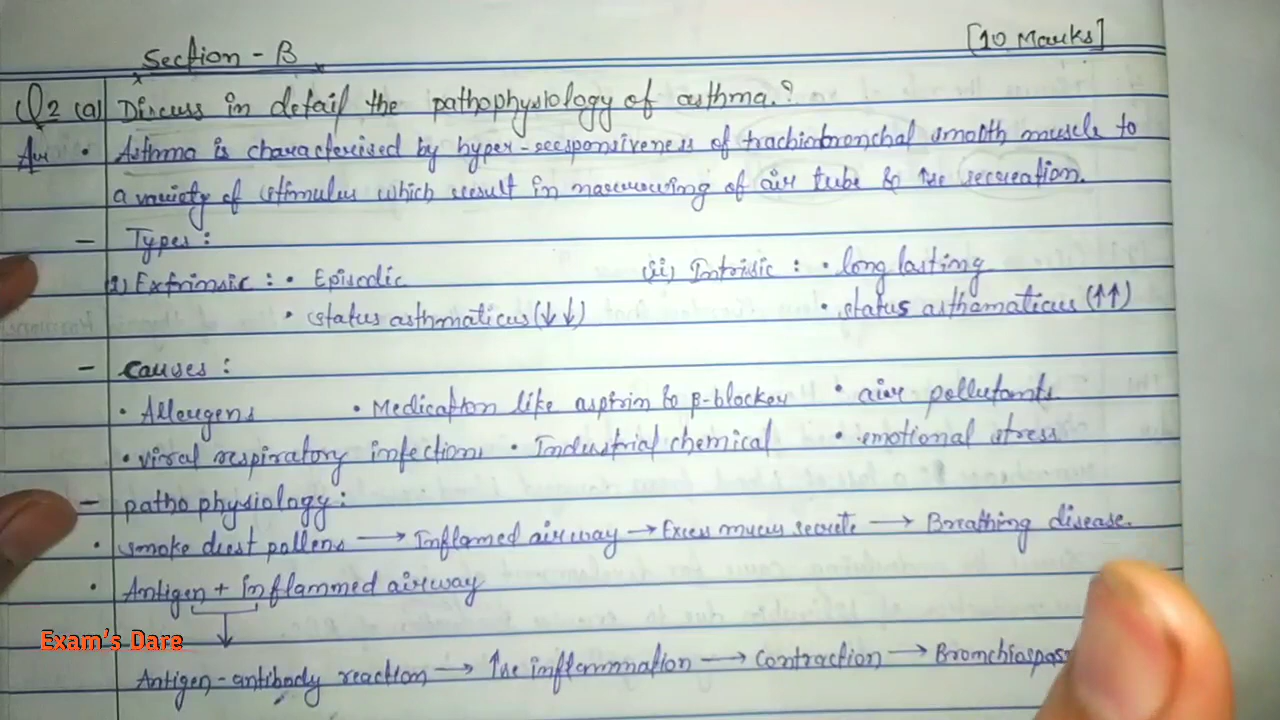 Section - B
[10 Marks]
Q2 (a) Discuss in detail the pathophysiology of asthma.?
Ans • Asthma is characterised by hyper-responsiveness of trachiobronchal smooth muscle to
a variety of stimulus which result in narrowing of air tube & ↑se secreation.
- Types :
(i) Extrinsic : • Episodic (ii) Intrisic : • long lasting
• status asthmaticus (↓↓) • status asthamaticus (↑↑)
- Causes :
• Allergens • Medication like aspirin & β-blocker • air pollutants
• viral respiratory infection • Industrial chemical • emotional stress
- patho physiology :
• smoke dust pollens → Inflamed airway → Excess mucus secrete → Breathing disease.
• Antigen + inflammed airway
↓
Exam's Dare
Antigen-antibody reaction → ↑se inflammation → contraction →